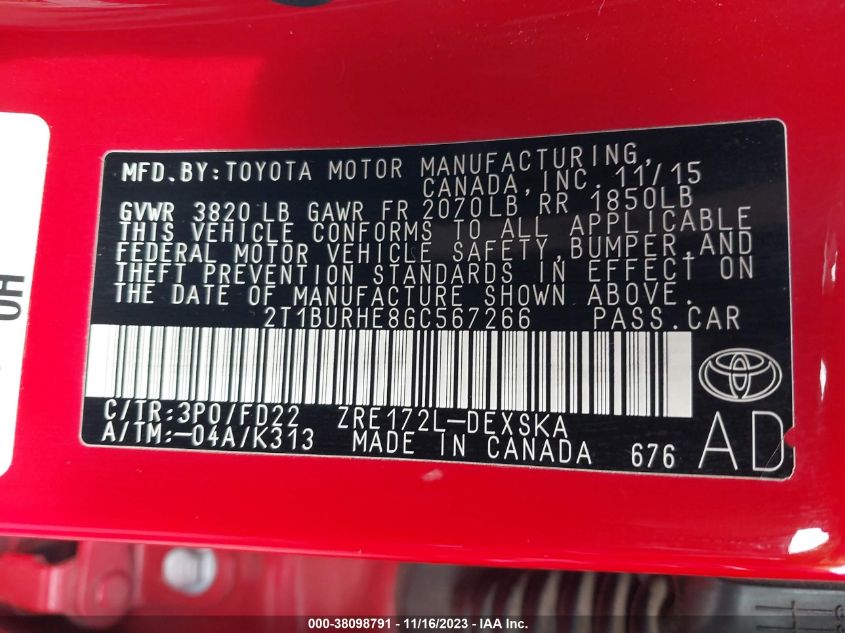 MFD.BY:TOYOTA MOTOR MANUFACTURING,
CANADA,INC. 11/15
GVWR 3820 LB GAWR FR 2070LB RR 1850LB
THIS VEHICLE CONFORMS TO ALL APPLICABLE
FEDERAL MOTOR VEHICLE SAFETY,BUMPER,AND
THEFT PREVENTION STANDARDS IN EFFECT ON
THE DATE OF MANUFACTURE SHOWN ABOVE.
2T1BURHE8GC567266 PASS.CAR
C/TR:3P0/FD22 ZRE172L-DEXSKA
A/TM:-04A/K313 MADE IN CANADA 676
AD
000-38098791 - 11/16/2023 - IAA Inc.